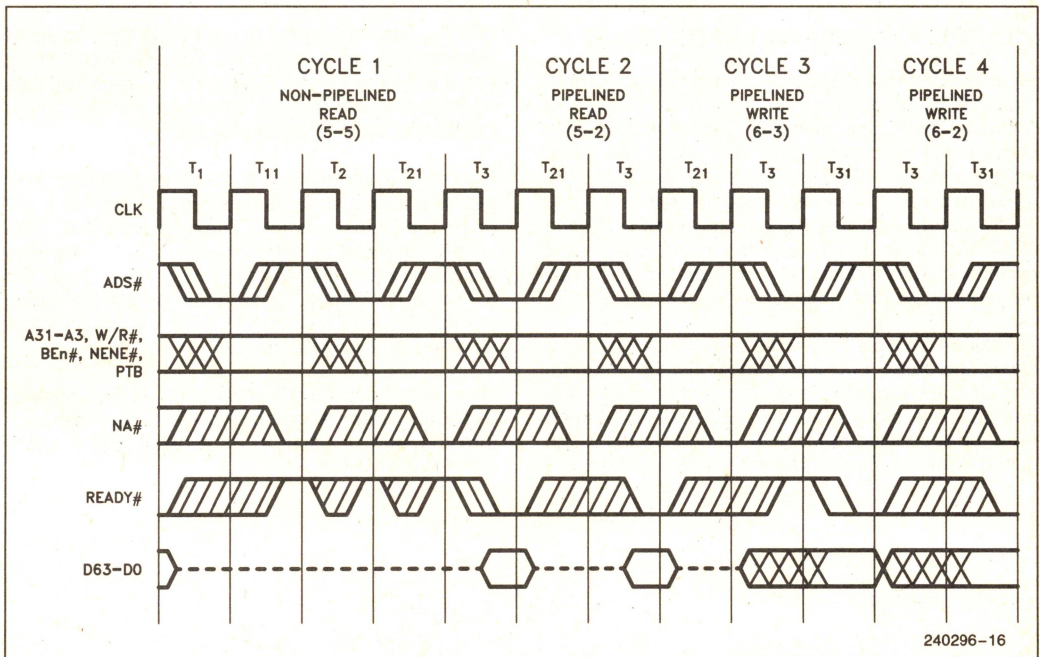 CYCLE 1
NON-PIPELINED
READ
(5-5)
CYCLE 2
PIPELINED
READ
(5-2)
CYCLE 3
PIPELINED
WRITE
(6-3)
CYCLE 4
PIPELINED
WRITE
(6-2)
T1 T11 T2 T21 T3 T21 T3 T21 T3 T31 T3 T31
CLK
ADS#
A31-A3, W/R#,
BEn#, NENE#,
PTB
NA#
READY#
D63-D0
240296-16